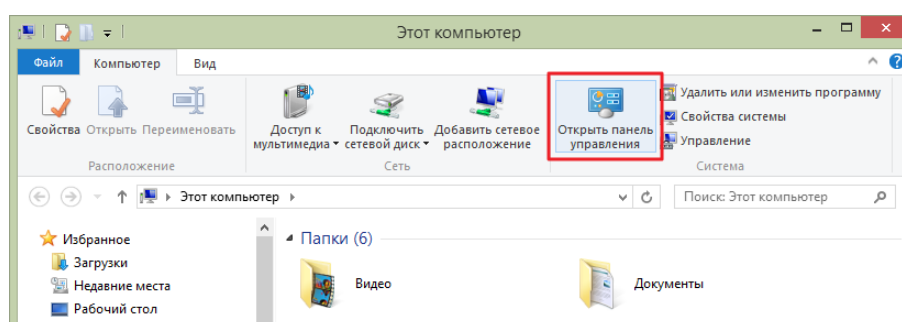 Этот компьютер
Файл Компьютер Вид
Свойства Открыть Переименовать
Расположение
Доступ к мультимедиа
Подключить сетевой диск
Добавить сетевое расположение
Сеть
Открыть панель управления
Удалить или изменить программу
Свойства системы
Управление
Система
Этот компьютер
Поиск: Этот компьютер
Избранное
Загрузки
Недавние места
Рабочий стол
Папки (6)
Видео
Документы